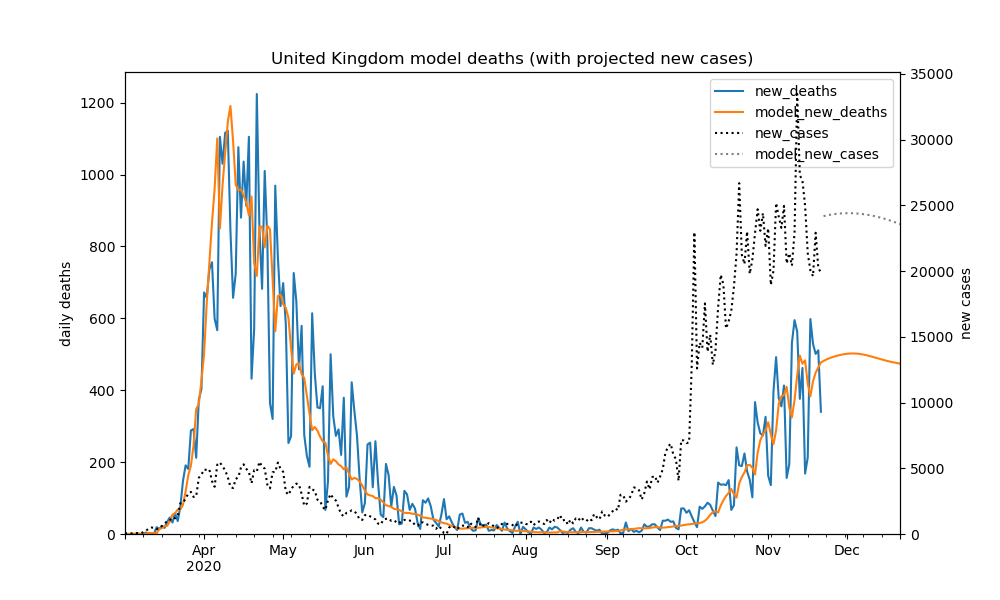 United Kingdom model deaths (with projected new cases)
new_deaths
model_new_deaths
new_cases
model_new_cases
daily deaths
0
200
400
600
800
1000
1200
new cases
0
5000
10000
15000
20000
25000
30000
35000
Apr
2020
May
Jun
Jul
Aug
Sep
Oct
Nov
Dec